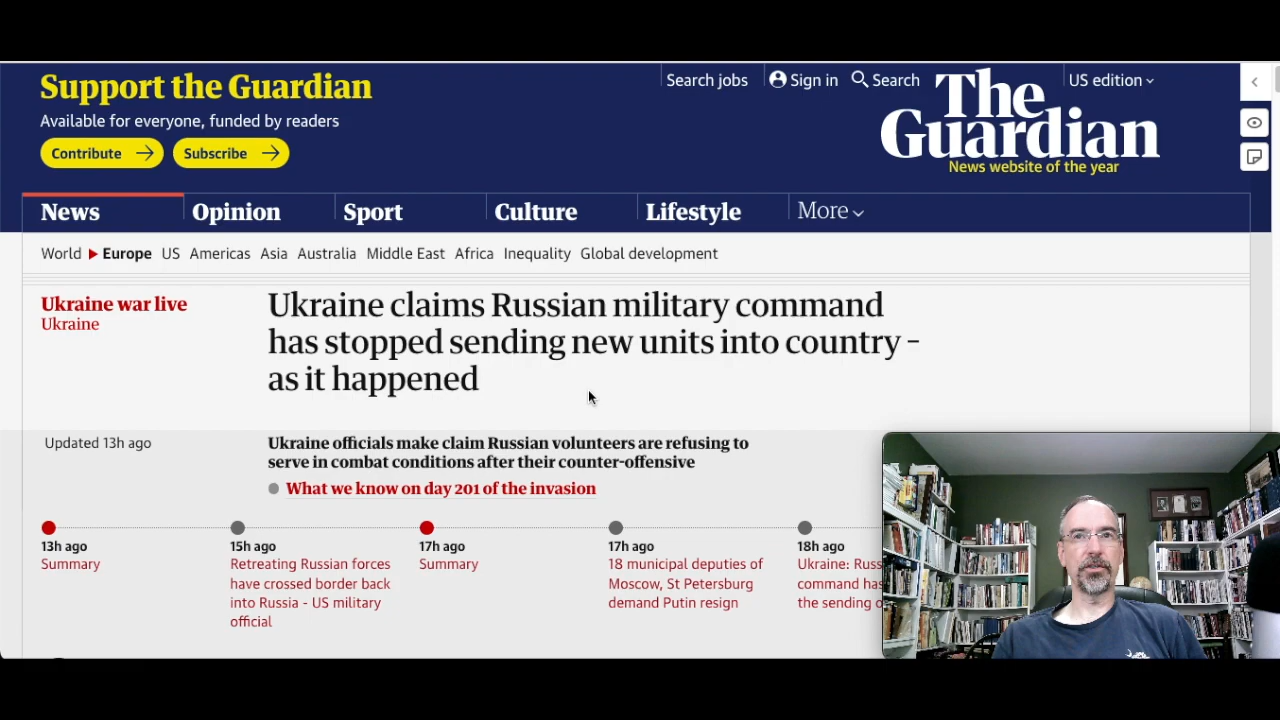 Support the Guardian
Available for everyone, funded by readers
Contribute
Subscribe
Search jobs
Sign in
Search
US edition
The
Guardian
News website of the year
News
Opinion
Sport
Culture
Lifestyle
More
World
Europe
US
Americas
Asia
Australia
Middle East
Africa
Inequality
Global development
Ukraine war live
Ukraine
Ukraine claims Russian military command
has stopped sending new units into country –
as it happened
Updated 13h ago
Ukraine officials make claim Russian volunteers are refusing to
serve in combat conditions after their counter-offensive
What we know on day 201 of the invasion
13h ago
Summary
15h ago
Retreating Russian forces
have crossed border back
into Russia - US military
official
17h ago
Summary
17h ago
18 municipal deputies of
Moscow, St Petersburg
demand Putin resign
18h ago
Ukraine: Russ
command has
the sending o